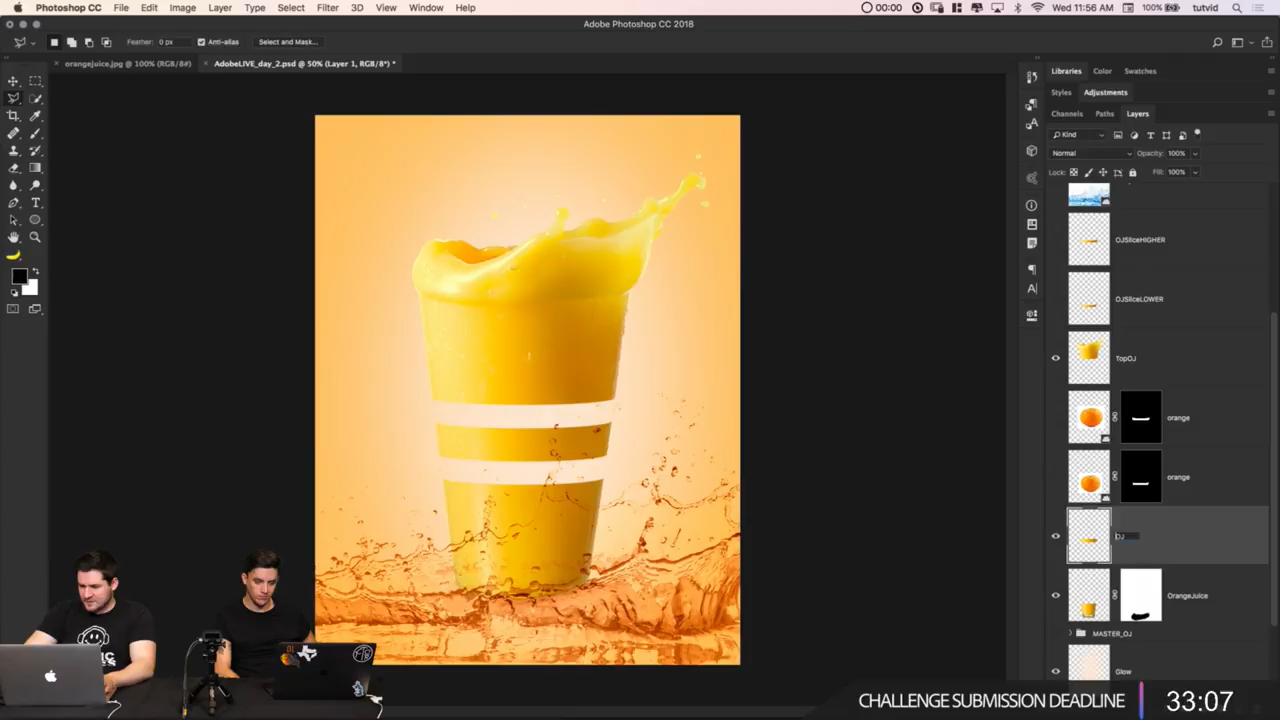 Photoshop CC File Edit Image Layer Type Select Filter 3D View Window Help 00:00 Wed 11:56 AM 100% tutvid
Adobe Photoshop CC 2018
Feather: 0 px Anti-alias Select and Mask...
orangejuice.jpg @ 100% (RGB/8#) AdobeLIVE_day_2.psd @ 50% (Layer 1, RGB/8*) *
Libraries Color Swatches
Styles Adjustments
Channels Paths Layers
Kind
Normal Opacity: 100%
Lock: Fill: 100%
OJSliceHIGHER
OJSliceLOWER
TopOJ
orange
orange
OJ
OrangeJuice
MASTER_OJ
Glow
CHALLENGE SUBMISSION DEADLINE 33:07